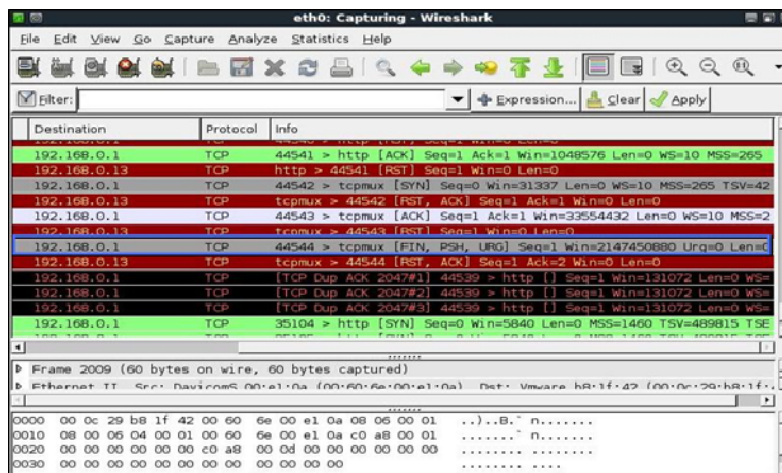 eth0: Capturing - Wireshark
File Edit View Go Capture Analyze Statistics Help
Filter: Expression... Clear Apply
Destination Protocol Info
192.168.0.1 TCP 44541 > http [ACK] Seq=1 Ack=1 Win=1048576 Len=0 WS=10 MSS=265
192.168.0.13 TCP http > 44541 [RST] Seq=1 Win=0 Len=0
192.168.0.1 TCP 44542 > tcpmux [SYN] Seq=0 Win=31337 Len=0 WS=10 MSS=265 TSV=42
192.168.0.13 TCP tcpmux > 44542 [RST, ACK] Seq=1 Ack=1 Win=0 Len=0
192.168.0.1 TCP 44543 > tcpmux [ACK] Seq=1 Ack=1 Win=33554432 Len=0 WS=10 MSS=2
192.168.0.13 TCP tcpmux > 44543 [RST] Seq=1 Win=0 Len=0
192.168.0.1 TCP 44544 > tcpmux [FIN, PSH, URG] Seq=1 Win=2147450880 Urg=0 Len=0
192.168.0.13 TCP tcpmux > 44544 [RST, ACK] Seq=1 Ack=2 Win=0 Len=0
192.168.0.1 TCP [TCP Dup ACK 2047#1] 44539 > http [] Seq=1 Win=131072 Len=0 WS=
192.168.0.1 TCP [TCP Dup ACK 2047#2] 44539 > http [] Seq=1 Win=131072 Len=0 WS=
192.168.0.1 TCP [TCP Dup ACK 2047#3] 44539 > http [] Seq=1 Win=131072 Len=0 WS=
192.168.0.1 TCP 35104 > http [SYN] Seq=0 Win=5840 Len=0 MSS=1460 TSV=489815 TSE
Frame 2009 (60 bytes on wire, 60 bytes captured)
Ethernet II, Src: DavicomS_00:e1:0a (00:60:6e:00:e1:0a), Dst: Vmware_b8:1f:42 (00:0c:29:b8:1f:
0000 00 0c 29 b8 1f 42 00 60 6e 00 e1 0a 08 06 00 01 ..)..B.` n.......
0010 08 00 06 04 00 01 00 60 6e 00 e1 0a c0 a8 00 01 .......` n.......
0020 00 00 00 00 00 00 c0 a8 00 0d 00 00 00 00 00 00 ........ ........
0030 00 00 00 00 00 00 00 00 00 00 00 00 ........ ....